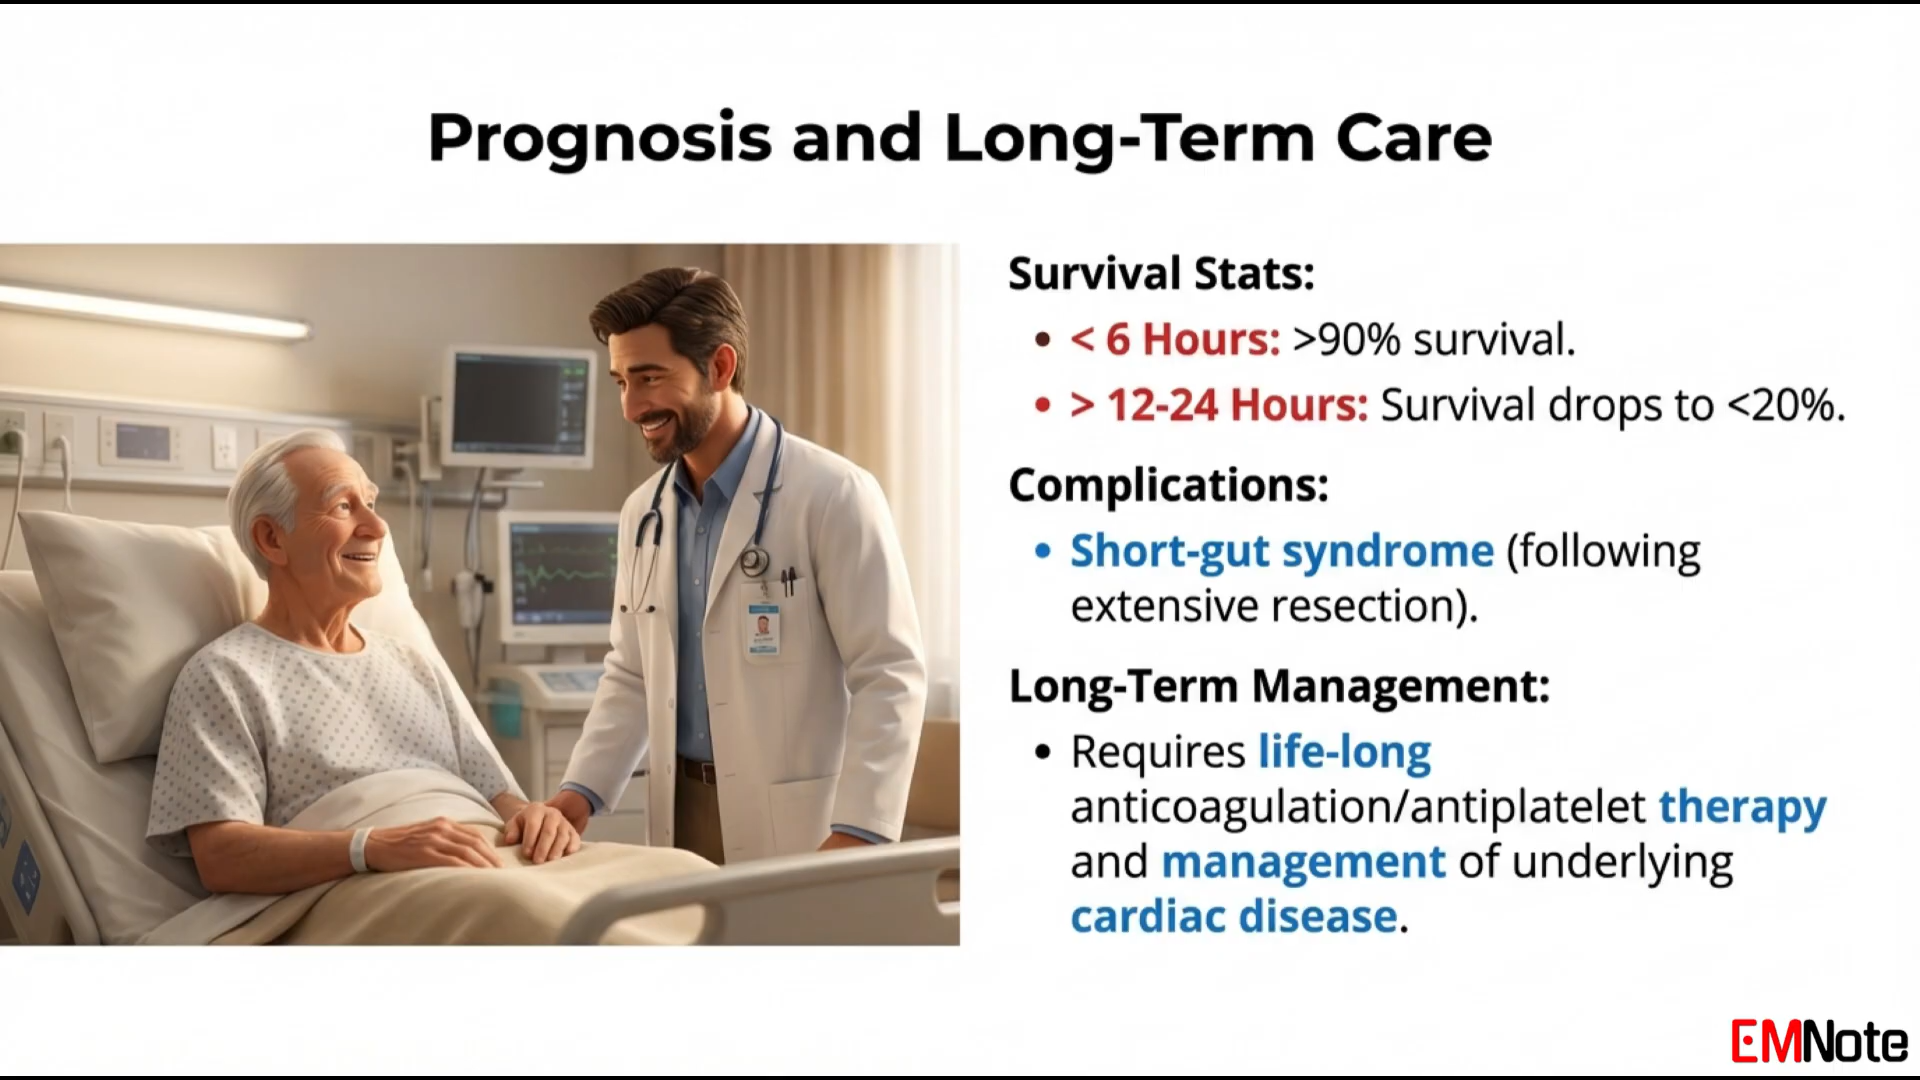 Prognosis and Long-Term Care
Survival Stats:
• < 6 Hours: >90% survival.
• > 12-24 Hours: Survival drops to <20%.
Complications:
• Short-gut syndrome (following
extensive resection).
Long-Term Management:
• Requires life-long
anticoagulation/antiplatelet therapy
and management of underlying
cardiac disease.
EMNote